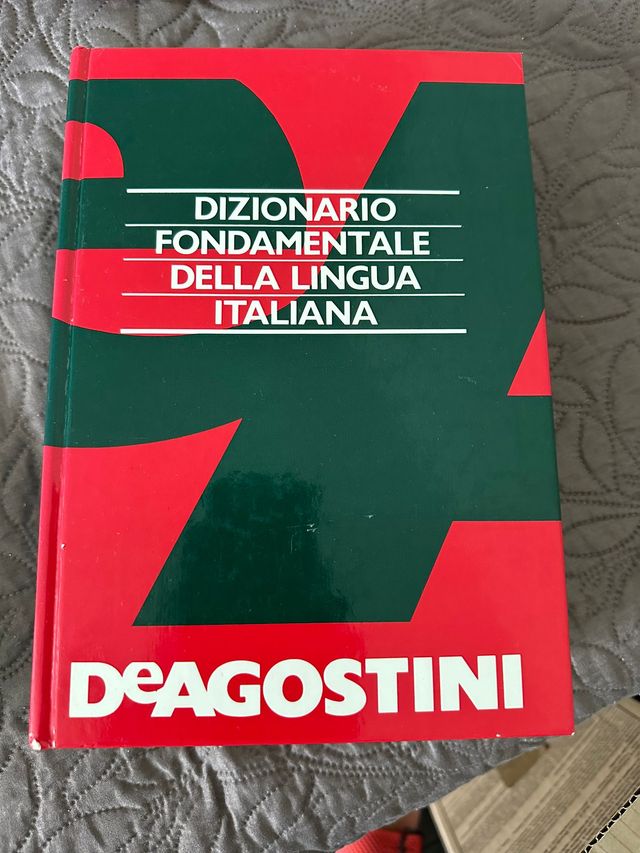 DIZIONARIO
FONDAMENTALE
DELLA LINGUA
ITALIANA
DeAGOSTINI